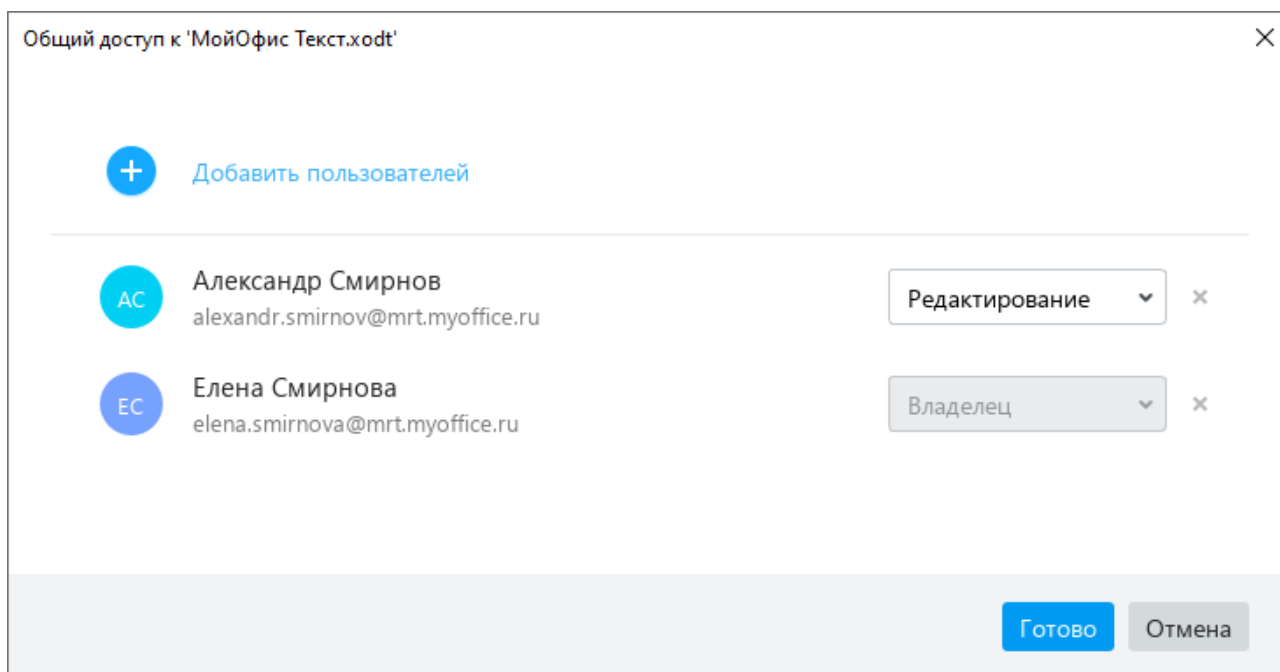 Общий доступ к 'МойОфис Текст.xodt'
Добавить пользователей
АС
Александр Смирнов
alexandr.smirnov@mrt.myoffice.ru
Редактирование
ЕС
Елена Смирнова
elena.smirnova@mrt.myoffice.ru
Владелец
Готово
Отмена